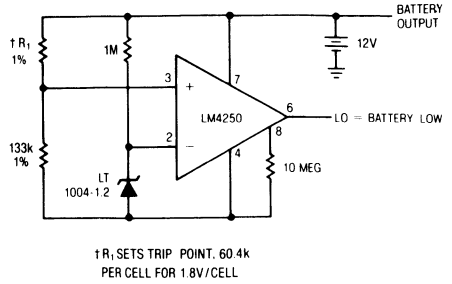 BATTERY
OUTPUT
† R₁
1%
1M
12V
3
+
7
LM4250
6
8
LO = BATTERY LOW
133k
1%
2
−
4
10 MEG
LT
1004-1.2
† R₁ SETS TRIP POINT. 60.4k
PER CELL FOR 1.8V/CELL